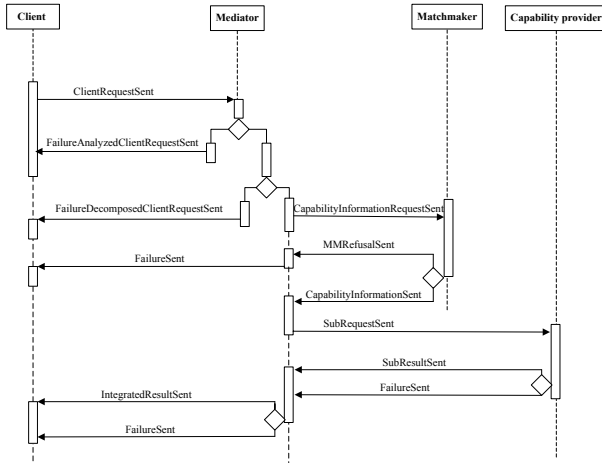 Client
Mediator
Matchmaker
Capability provider
ClientRequestSent
FailureAnalyzedClientRequestSent
FailureDecomposedClientRequestSent
CapabilityInformationRequestSent
MMRefusalSent
FailureSent
CapabilityInformationSent
SubRequestSent
SubResultSent
FailureSent
IntegratedResultSent
FailureSent